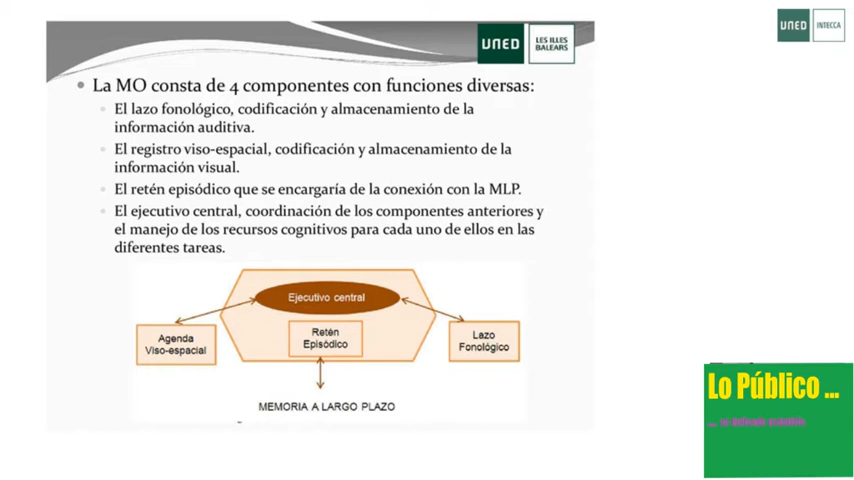 UNED
LES ILLES
BALEARS
UNED
INTECCA
La MO consta de 4 componentes con funciones diversas:
El lazo fonológico, codificación y almacenamiento de la
información auditiva.
El registro viso-espacial, codificación y almacenamiento de la
información visual.
El retén episódico que se encargaría de la conexión con la MLP.
El ejecutivo central, coordinación de los componentes anteriores y
el manejo de los recursos cognitivos para cada uno de ellos en las
diferentes tareas.
Ejecutivo central
Agenda
Viso-espacial
Retén
Episódico
Lazo
Fonológico
MEMORIA A LARGO PLAZO
Lo Público ...